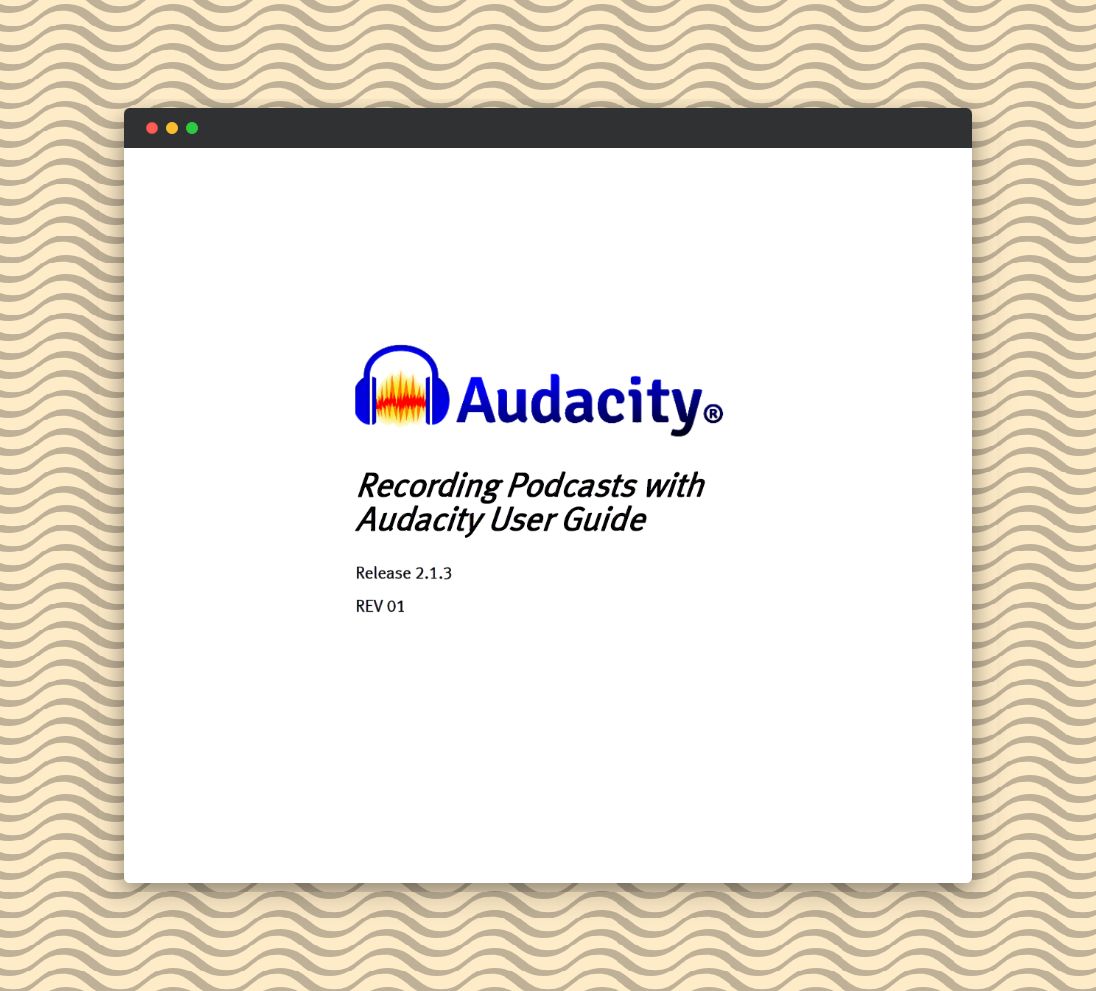 Audacity®
Recording Podcasts with
Audacity User Guide
Release 2.1.3
REV 01